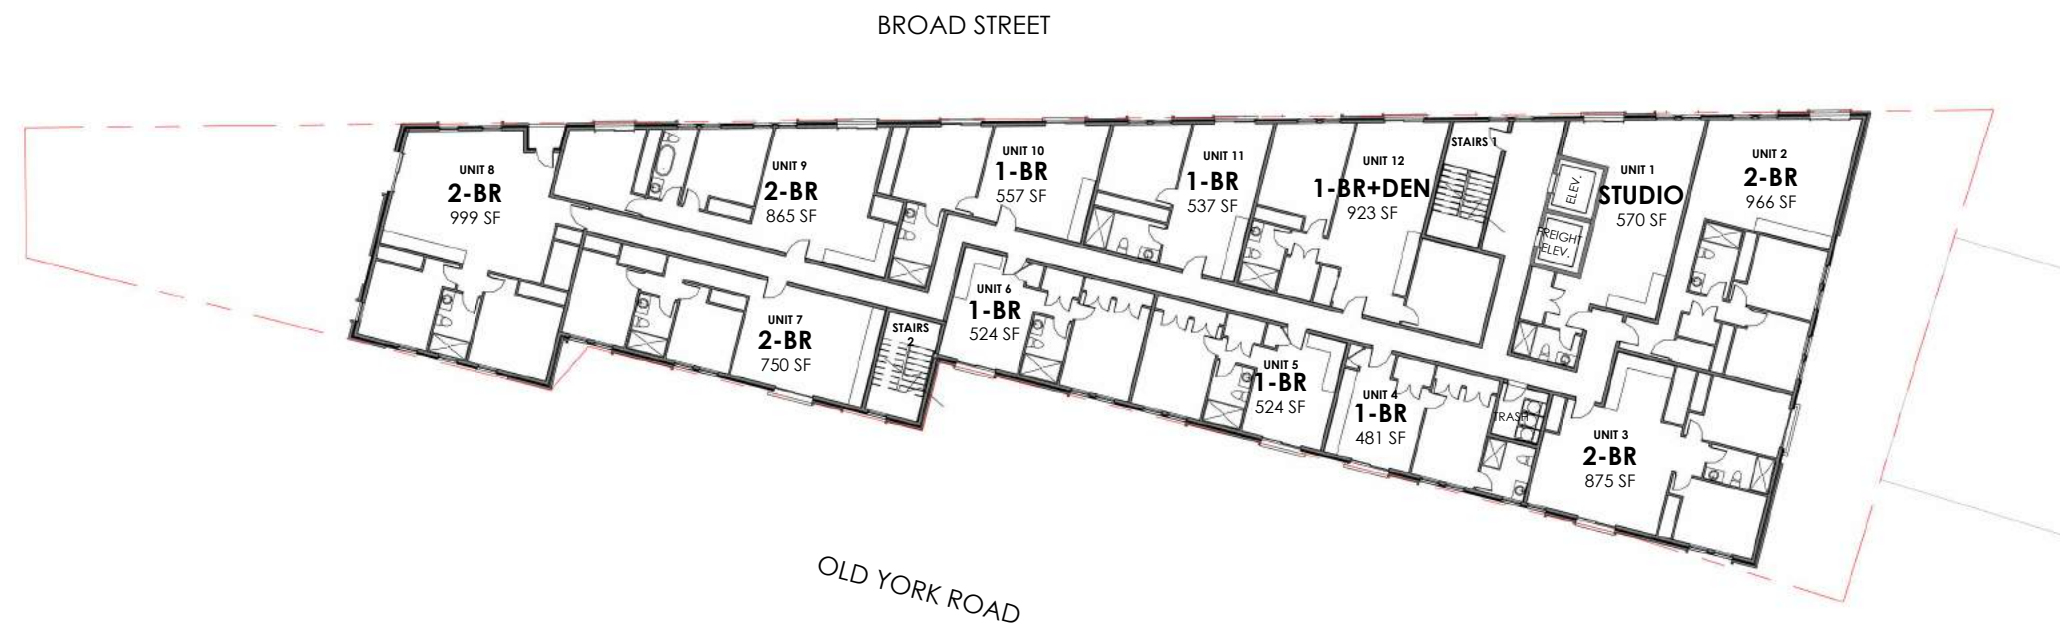 BROAD STREET
UNIT 8
2-BR
999 SF
UNIT 9
2-BR
865 SF
UNIT 10
1-BR
557 SF
UNIT 11
1-BR
537 SF
UNIT 12
1-BR+DEN
923 SF
STAIRS 1
ELEV.
FREIGHT
ELEV.
UNIT 1
STUDIO
570 SF
UNIT 2
2-BR
966 SF
UNIT 7
2-BR
750 SF
STAIRS
2
UNIT 6
1-BR
524 SF
UNIT 5
1-BR
524 SF
UNIT 4
1-BR
481 SF
TRASH
UNIT 3
2-BR
875 SF
OLD YORK ROAD